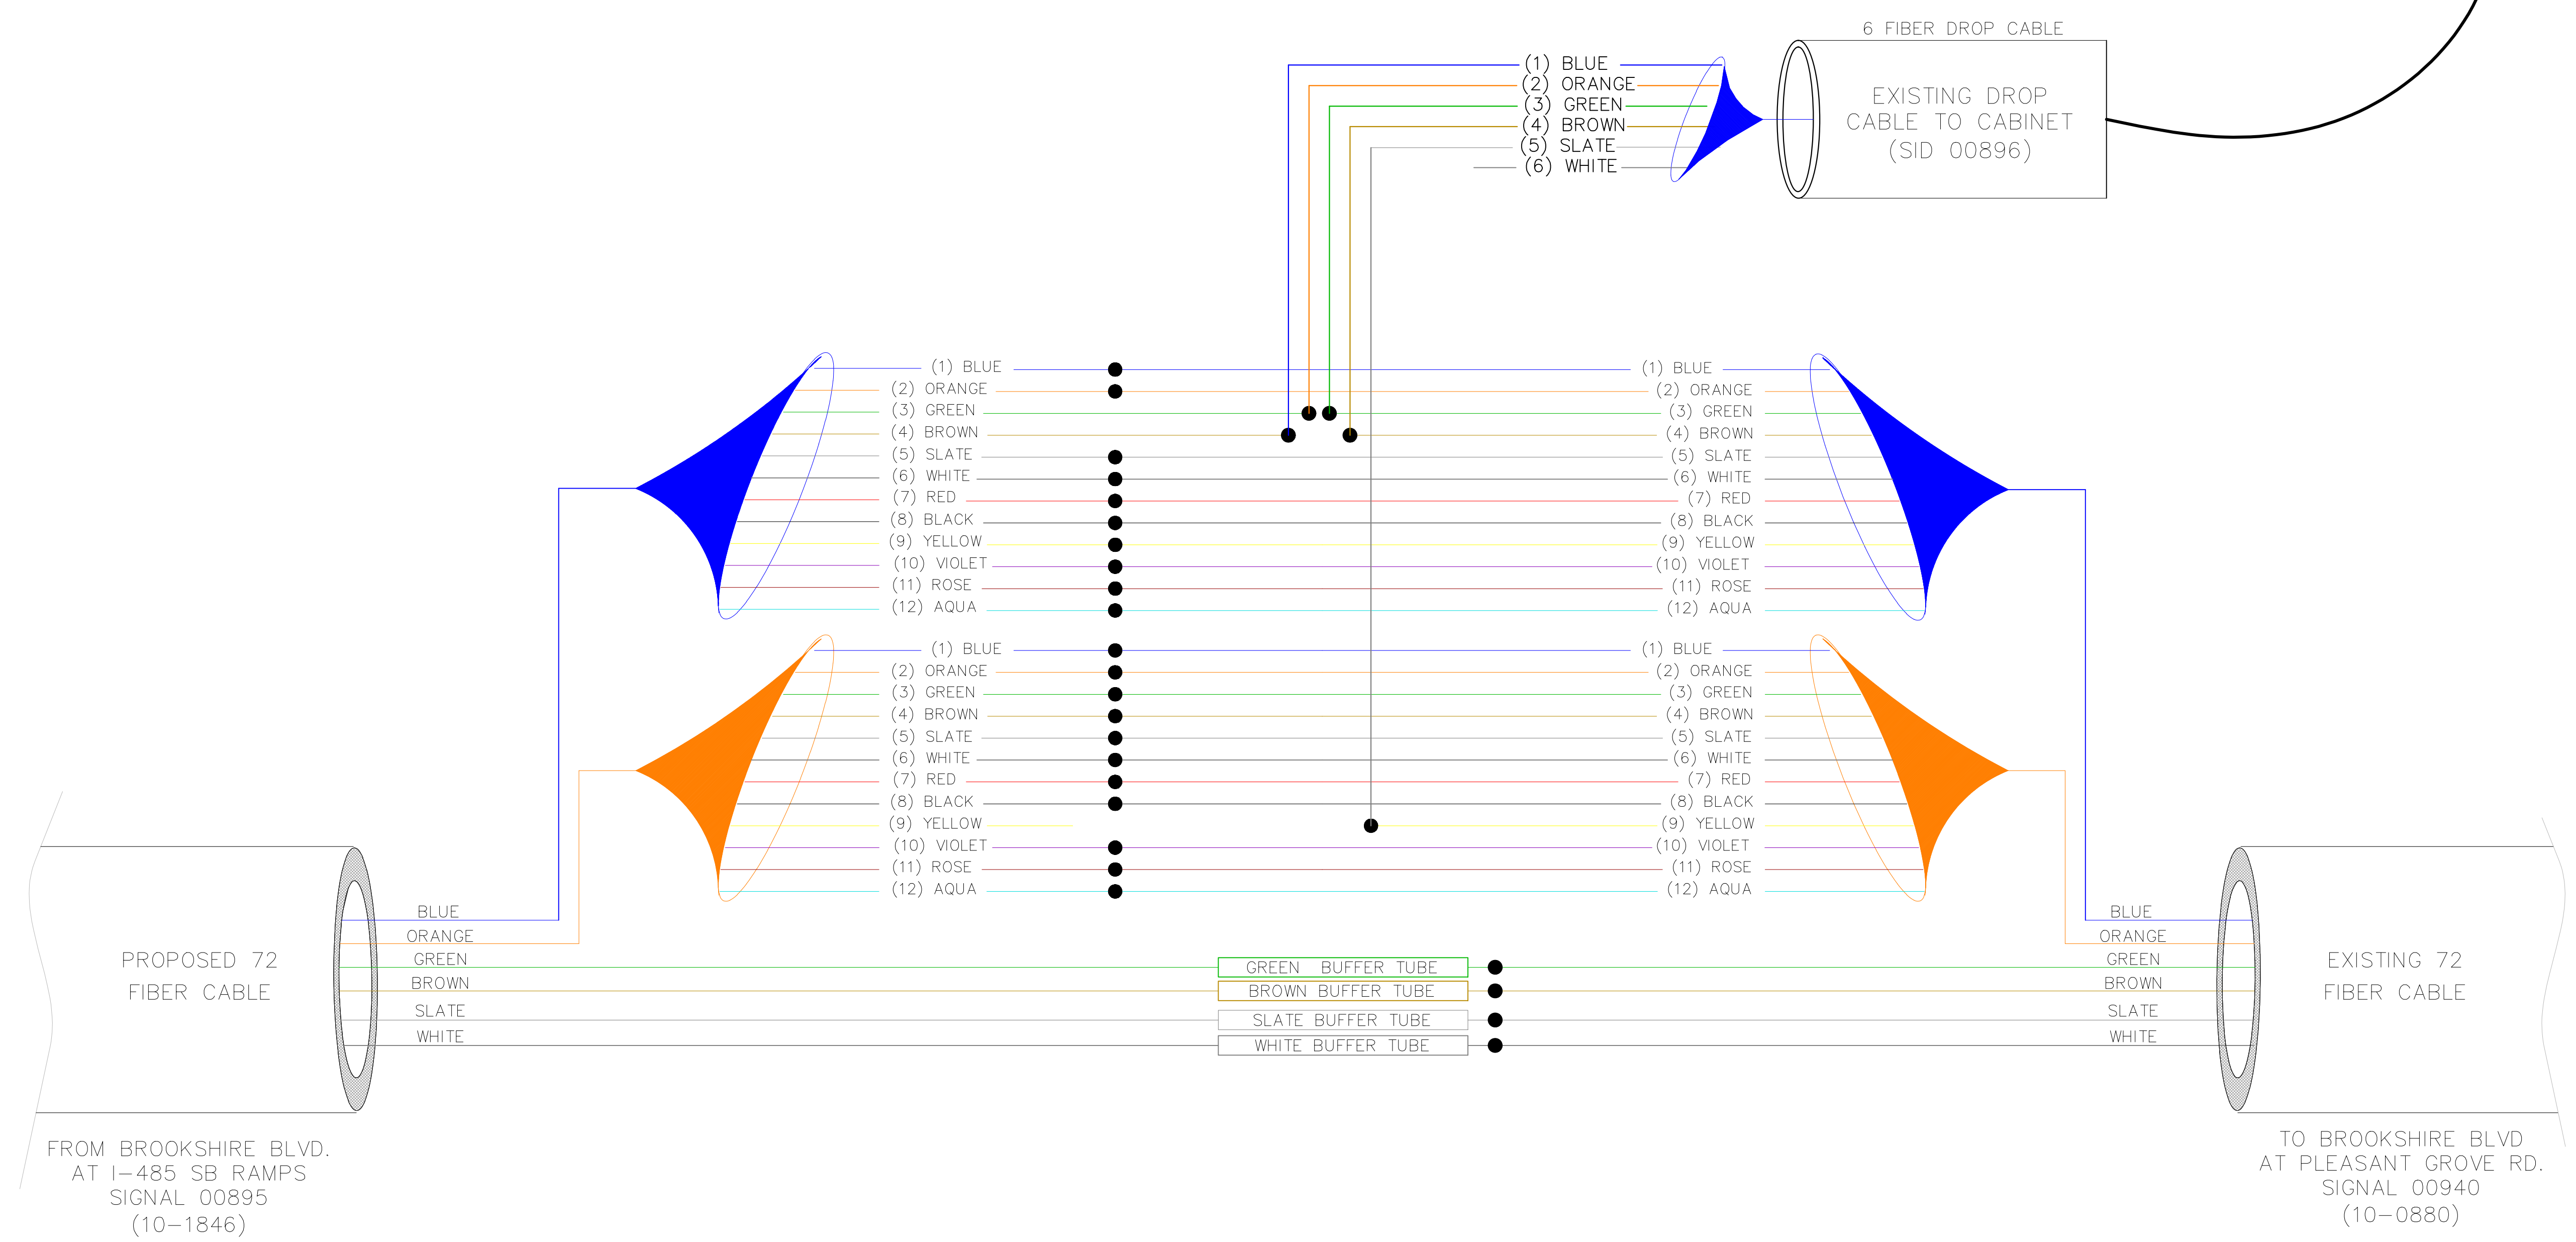 6 FIBER DROP CABLE
(1) BLUE
(2) ORANGE
(3) GREEN
(4) BROWN
(5) SLATE
(6) WHITE
EXISTING DROP
CABLE TO CABINET
(SID 00896)
(1) BLUE (1) BLUE
(2) ORANGE (2) ORANGE
(3) GREEN (3) GREEN
(4) BROWN (4) BROWN
(5) SLATE (5) SLATE
(6) WHITE (6) WHITE
(7) RED (7) RED
(8) BLACK (8) BLACK
(9) YELLOW (9) YELLOW
(10) VIOLET (10) VIOLET
(11) ROSE (11) ROSE
(12) AQUA (12) AQUA
(1) BLUE (1) BLUE
(2) ORANGE (2) ORANGE
(3) GREEN (3) GREEN
(4) BROWN (4) BROWN
(5) SLATE (5) SLATE
(6) WHITE (6) WHITE
(7) RED (7) RED
(8) BLACK (8) BLACK
(9) YELLOW (9) YELLOW
(10) VIOLET (10) VIOLET
(11) ROSE (11) ROSE
(12) AQUA (12) AQUA
PROPOSED 72
FIBER CABLE
BLUE
ORANGE
GREEN
BROWN
SLATE
WHITE
GREEN BUFFER TUBE
BROWN BUFFER TUBE
SLATE BUFFER TUBE
WHITE BUFFER TUBE
BLUE
ORANGE
GREEN
BROWN
SLATE
WHITE
EXISTING 72
FIBER CABLE
FROM BROOKSHIRE BLVD.
AT I-485 SB RAMPS
SIGNAL 00895
(10-1846)
TO BROOKSHIRE BLVD
AT PLEASANT GROVE RD.
SIGNAL 00940
(10-0880)